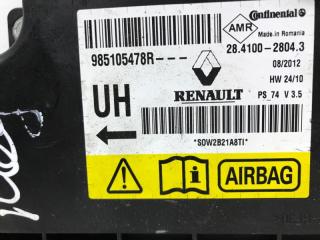 AMR Continental
Made in Romania
985105478R---
28.4100-2804.3
08/2012
HW 24/10
UH
RENAULT
PS_74 V 3.5
*S0W2B21A8TI*
AIRBAG